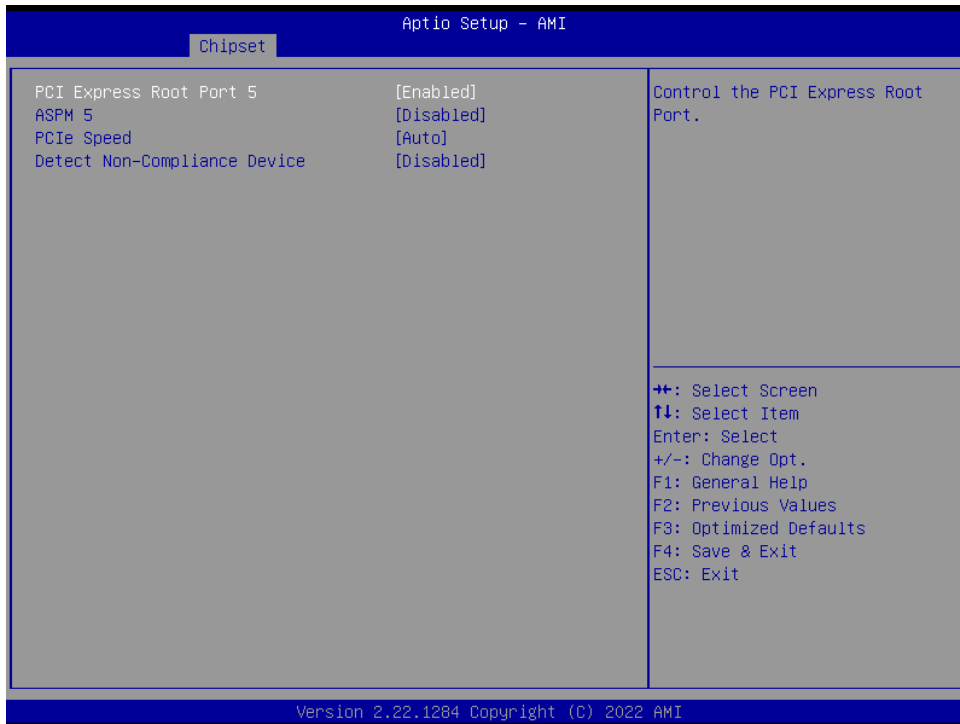 Aptio Setup – AMI
Chipset
PCI Express Root Port 5 [Enabled]
ASPM 5 [Disabled]
PCIe Speed [Auto]
Detect Non-Compliance Device [Disabled]
Control the PCI Express Root
Port.
→←: Select Screen
↑↓: Select Item
Enter: Select
+/-: Change Opt.
F1: General Help
F2: Previous Values
F3: Optimized Defaults
F4: Save & Exit
ESC: Exit
Version 2.22.1284 Copyright (C) 2022 AMI